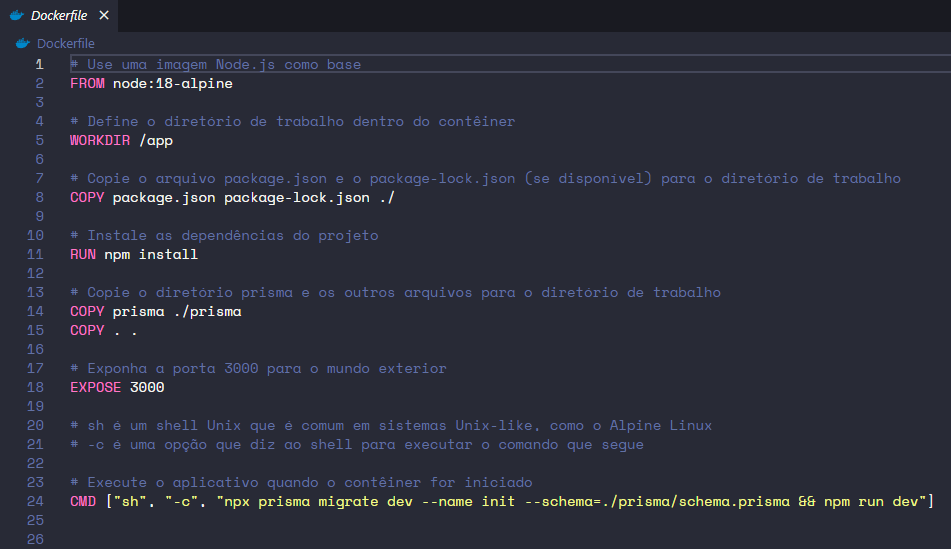 Dockerfile ×
Dockerfile
1 # Use uma imagem Node.js como base
2 FROM node:18-alpine
3
4 # Define o diretório de trabalho dentro do contêiner
5 WORKDIR /app
6
7 # Copie o arquivo package.json e o package-lock.json (se disponível) para o diretório de trabalho
8 COPY package.json package-lock.json ./
9
10 # Instale as dependências do projeto
11 RUN npm install
12
13 # Copie o diretório prisma e os outros arquivos para o diretório de trabalho
14 COPY prisma ./prisma
15 COPY . .
16
17 # Exponha a porta 3000 para o mundo exterior
18 EXPOSE 3000
19
20 # sh é um shell Unix que é comum em sistemas Unix-like, como o Alpine Linux
21 # -c é uma opção que diz ao shell para executar o comando que segue
22
23 # Execute o aplicativo quando o contêiner for iniciado
24 CMD ["sh", "-c", "npx prisma migrate dev --name init --schema=./prisma/schema.prisma && npm run dev"]
25
26